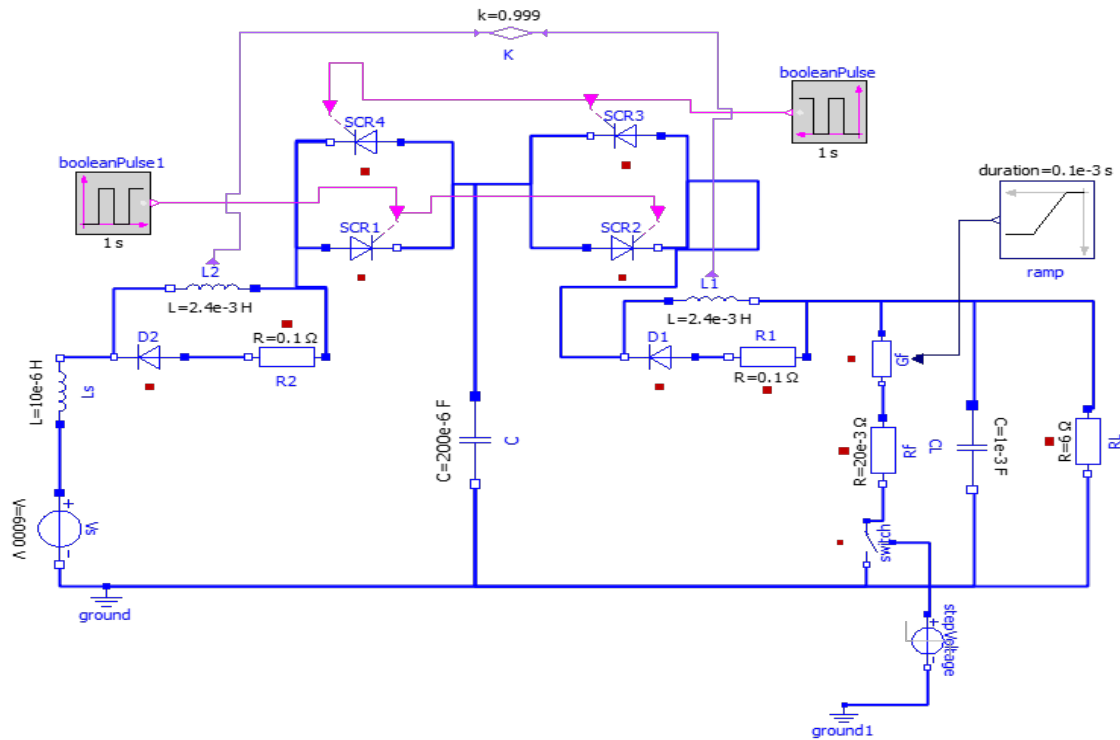 k=0.999
K
booleanPulse
1 s
SCR4
SCR3
booleanPulse1
1 s
SCR1
SCR2
duration=0.1e-3 s
ramp
L2
L=2.4e-3 H
D2
R=0.1 Ω
R2
L1
L=2.4e-3 H
D1
R1
R=0.1 Ω
L=10e-6 H
Ls
Gf
C=200e-6 F
C
R=20e-3 Ω
Rf
CL
C=1e-3 F
R=6 Ω
RL
V=6000 V
+
Vs
-
switch
ground
stepVoltage
+
-
ground1